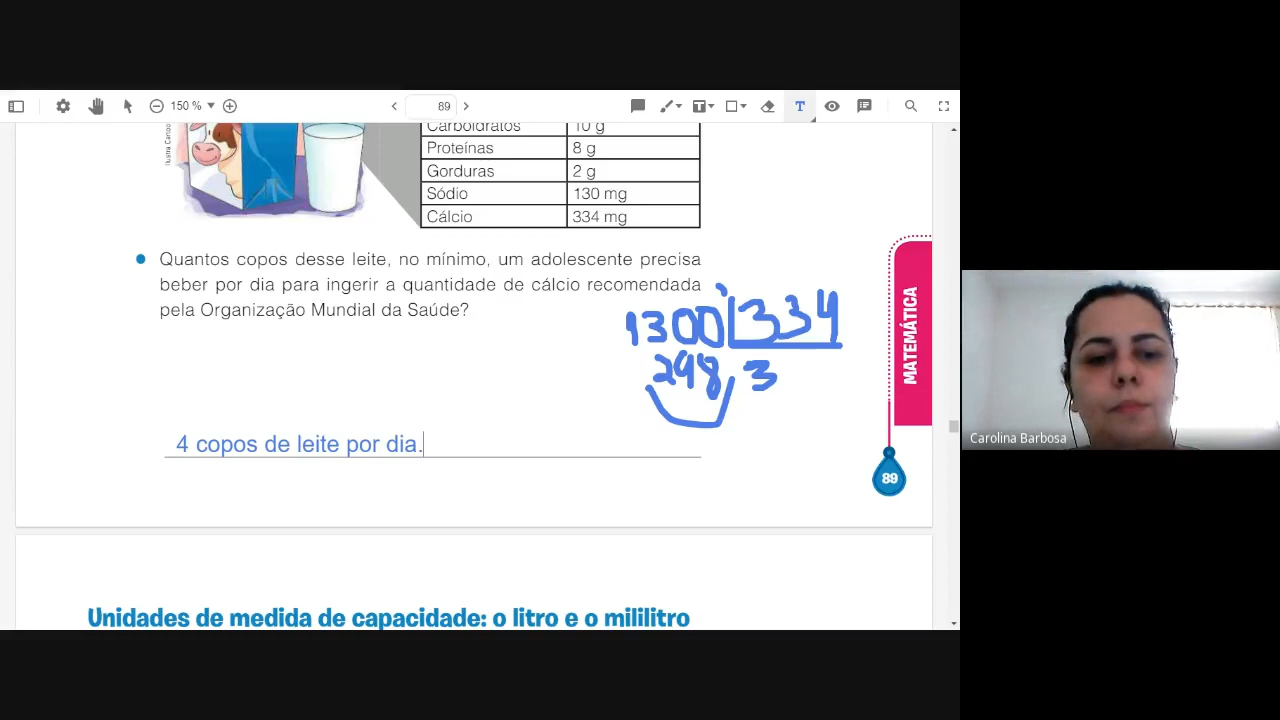 150 %
89
Ilustra Cartoon
Carboidratos 10 g
Proteínas 8 g
Gorduras 2 g
Sódio 130 mg
Cálcio 334 mg
Quantos copos desse leite, no mínimo, um adolescente precisa
beber por dia para ingerir a quantidade de cálcio recomendada
pela Organização Mundial da Saúde?
1300 334
298 3
4 copos de leite por dia.
MATEMÁTICA
89
Unidades de medida de capacidade: o litro e o mililitro
Carolina Barbosa